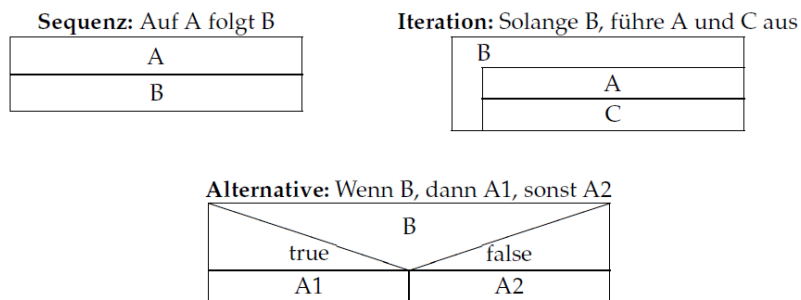 Sequenz: Auf A folgt B
A
B
Iteration: Solange B, führe A und C aus
B
A
C
Alternative: Wenn B, dann A1, sonst A2
B
true false
A1 A2